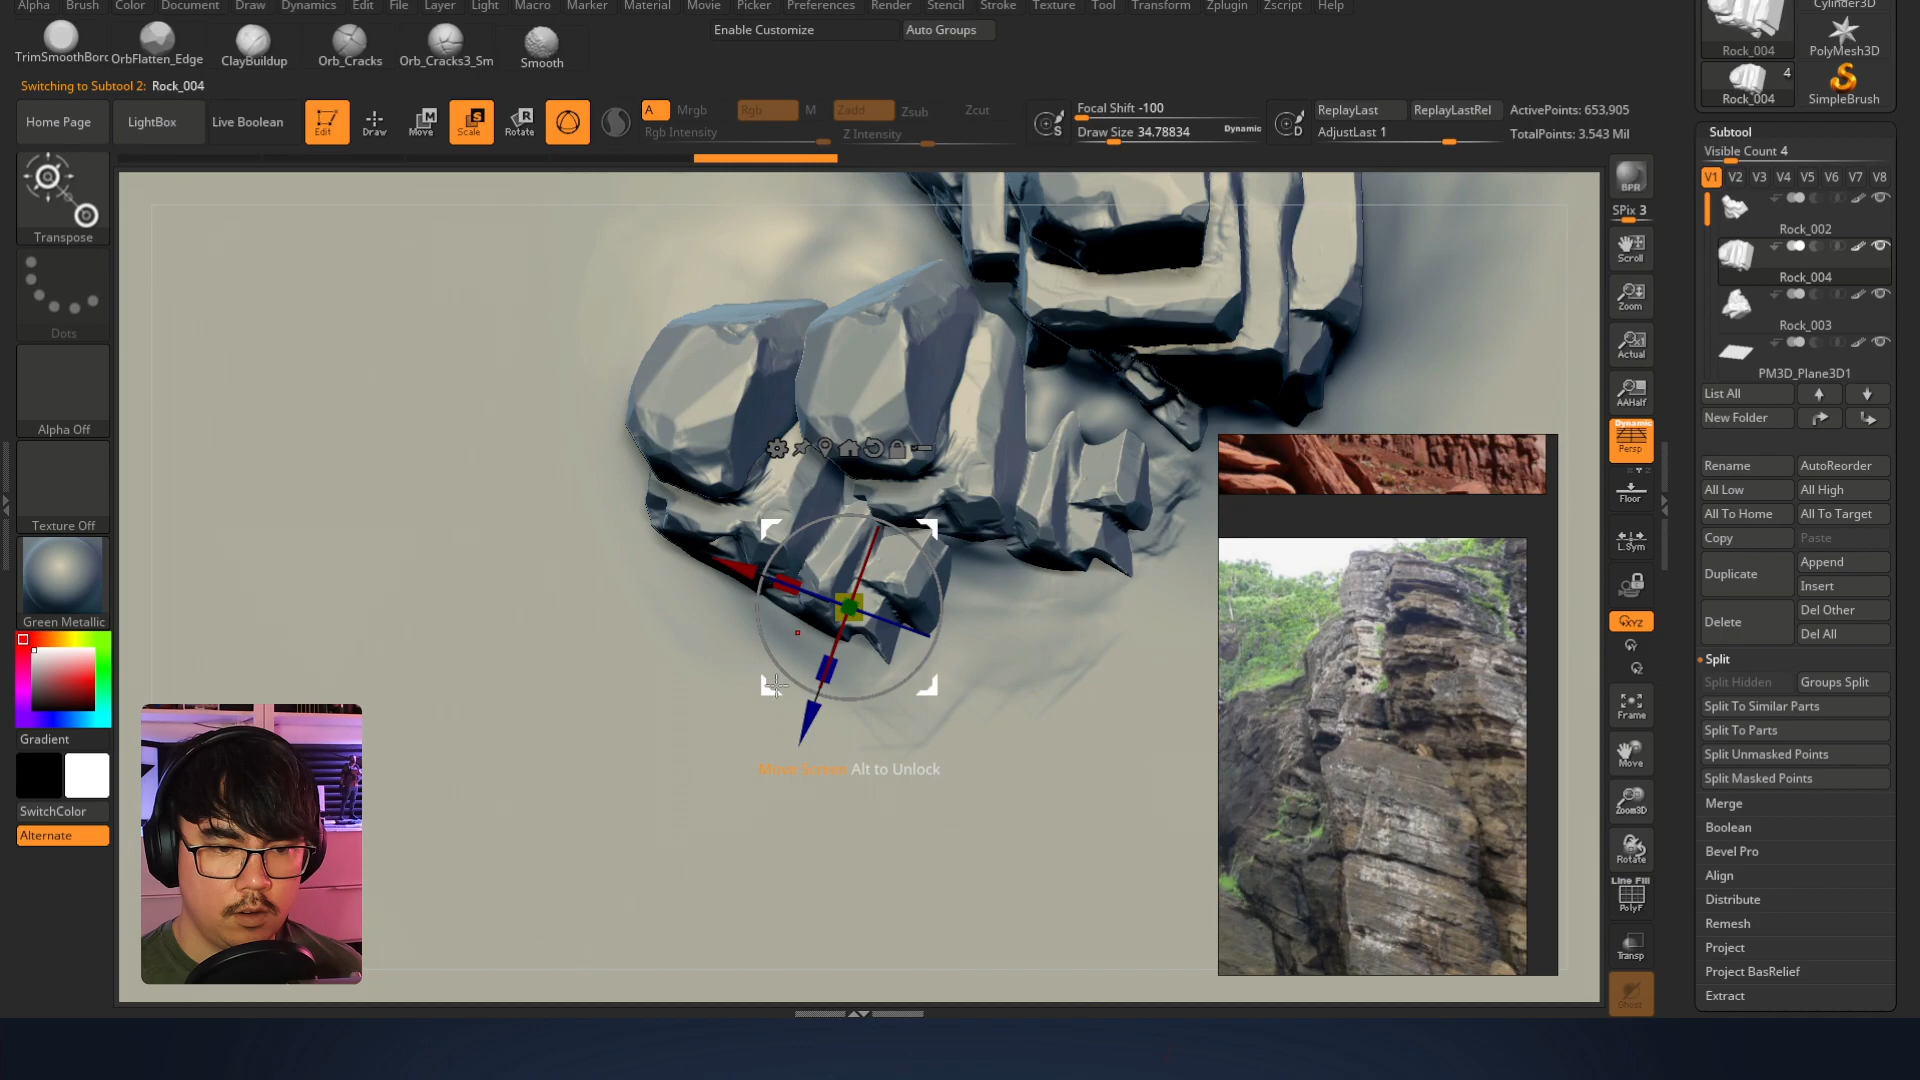 Alpha Brush Color Document Draw Dynamics Edit File Layer Light Macro Marker Material Movie Picker Preferences Render Stencil Stroke Texture Tool Transform Zplugin Zscript Help
Enable Customize
Auto Groups
TrimSmoothBorc OrbFlatten_Edge ClayBuildup Orb_Cracks Orb_Cracks3_Sm Smooth
Switching to Subtool 2: Rock_004
Home Page
LightBox
Live Boolean
Edit
Draw
Move
Scale
Rotate
A
Mrgb
Rgb
M
Rgb Intensity
Zadd
Zsub
Zcut
Z Intensity
S
Focal Shift -100
Draw Size 34.78834
Dynamic
D
ReplayLast
ReplayLastRel
AdjustLast 1
ActivePoints: 653,905
TotalPoints: 3.543 Mil
Transpose
Dots
Alpha Off
Texture Off
Green Metallic
Gradient
SwitchColor
Alternate
Move Screen Alt to Unlock
BPR
SPix 3
Scroll
Zoom
Actual
AAHalf
Dynamic
Persp
Floor
L.Sym
XYZ
Frame
Move
Zoom3D
Rotate
Line Fill
PolyF
Transp
Ghost
Cylinder3D
Rock_004
PolyMesh3D
4
Rock_004
SimpleBrush
Subtool
Visible Count 4
V1 V2 V3 V4 V5 V6 V7 V8
Rock_002
Rock_004
Rock_003
PM3D_Plane3D1
List All
New Folder
Rename
AutoReorder
All Low
All High
All To Home
All To Target
Copy
Paste
Duplicate
Append
Insert
Delete
Del Other
Del All
Split
Split Hidden
Groups Split
Split To Similar Parts
Split To Parts
Split Unmasked Points
Split Masked Points
Merge
Boolean
Bevel Pro
Align
Distribute
Remesh
Project
Project BasRelief
Extract